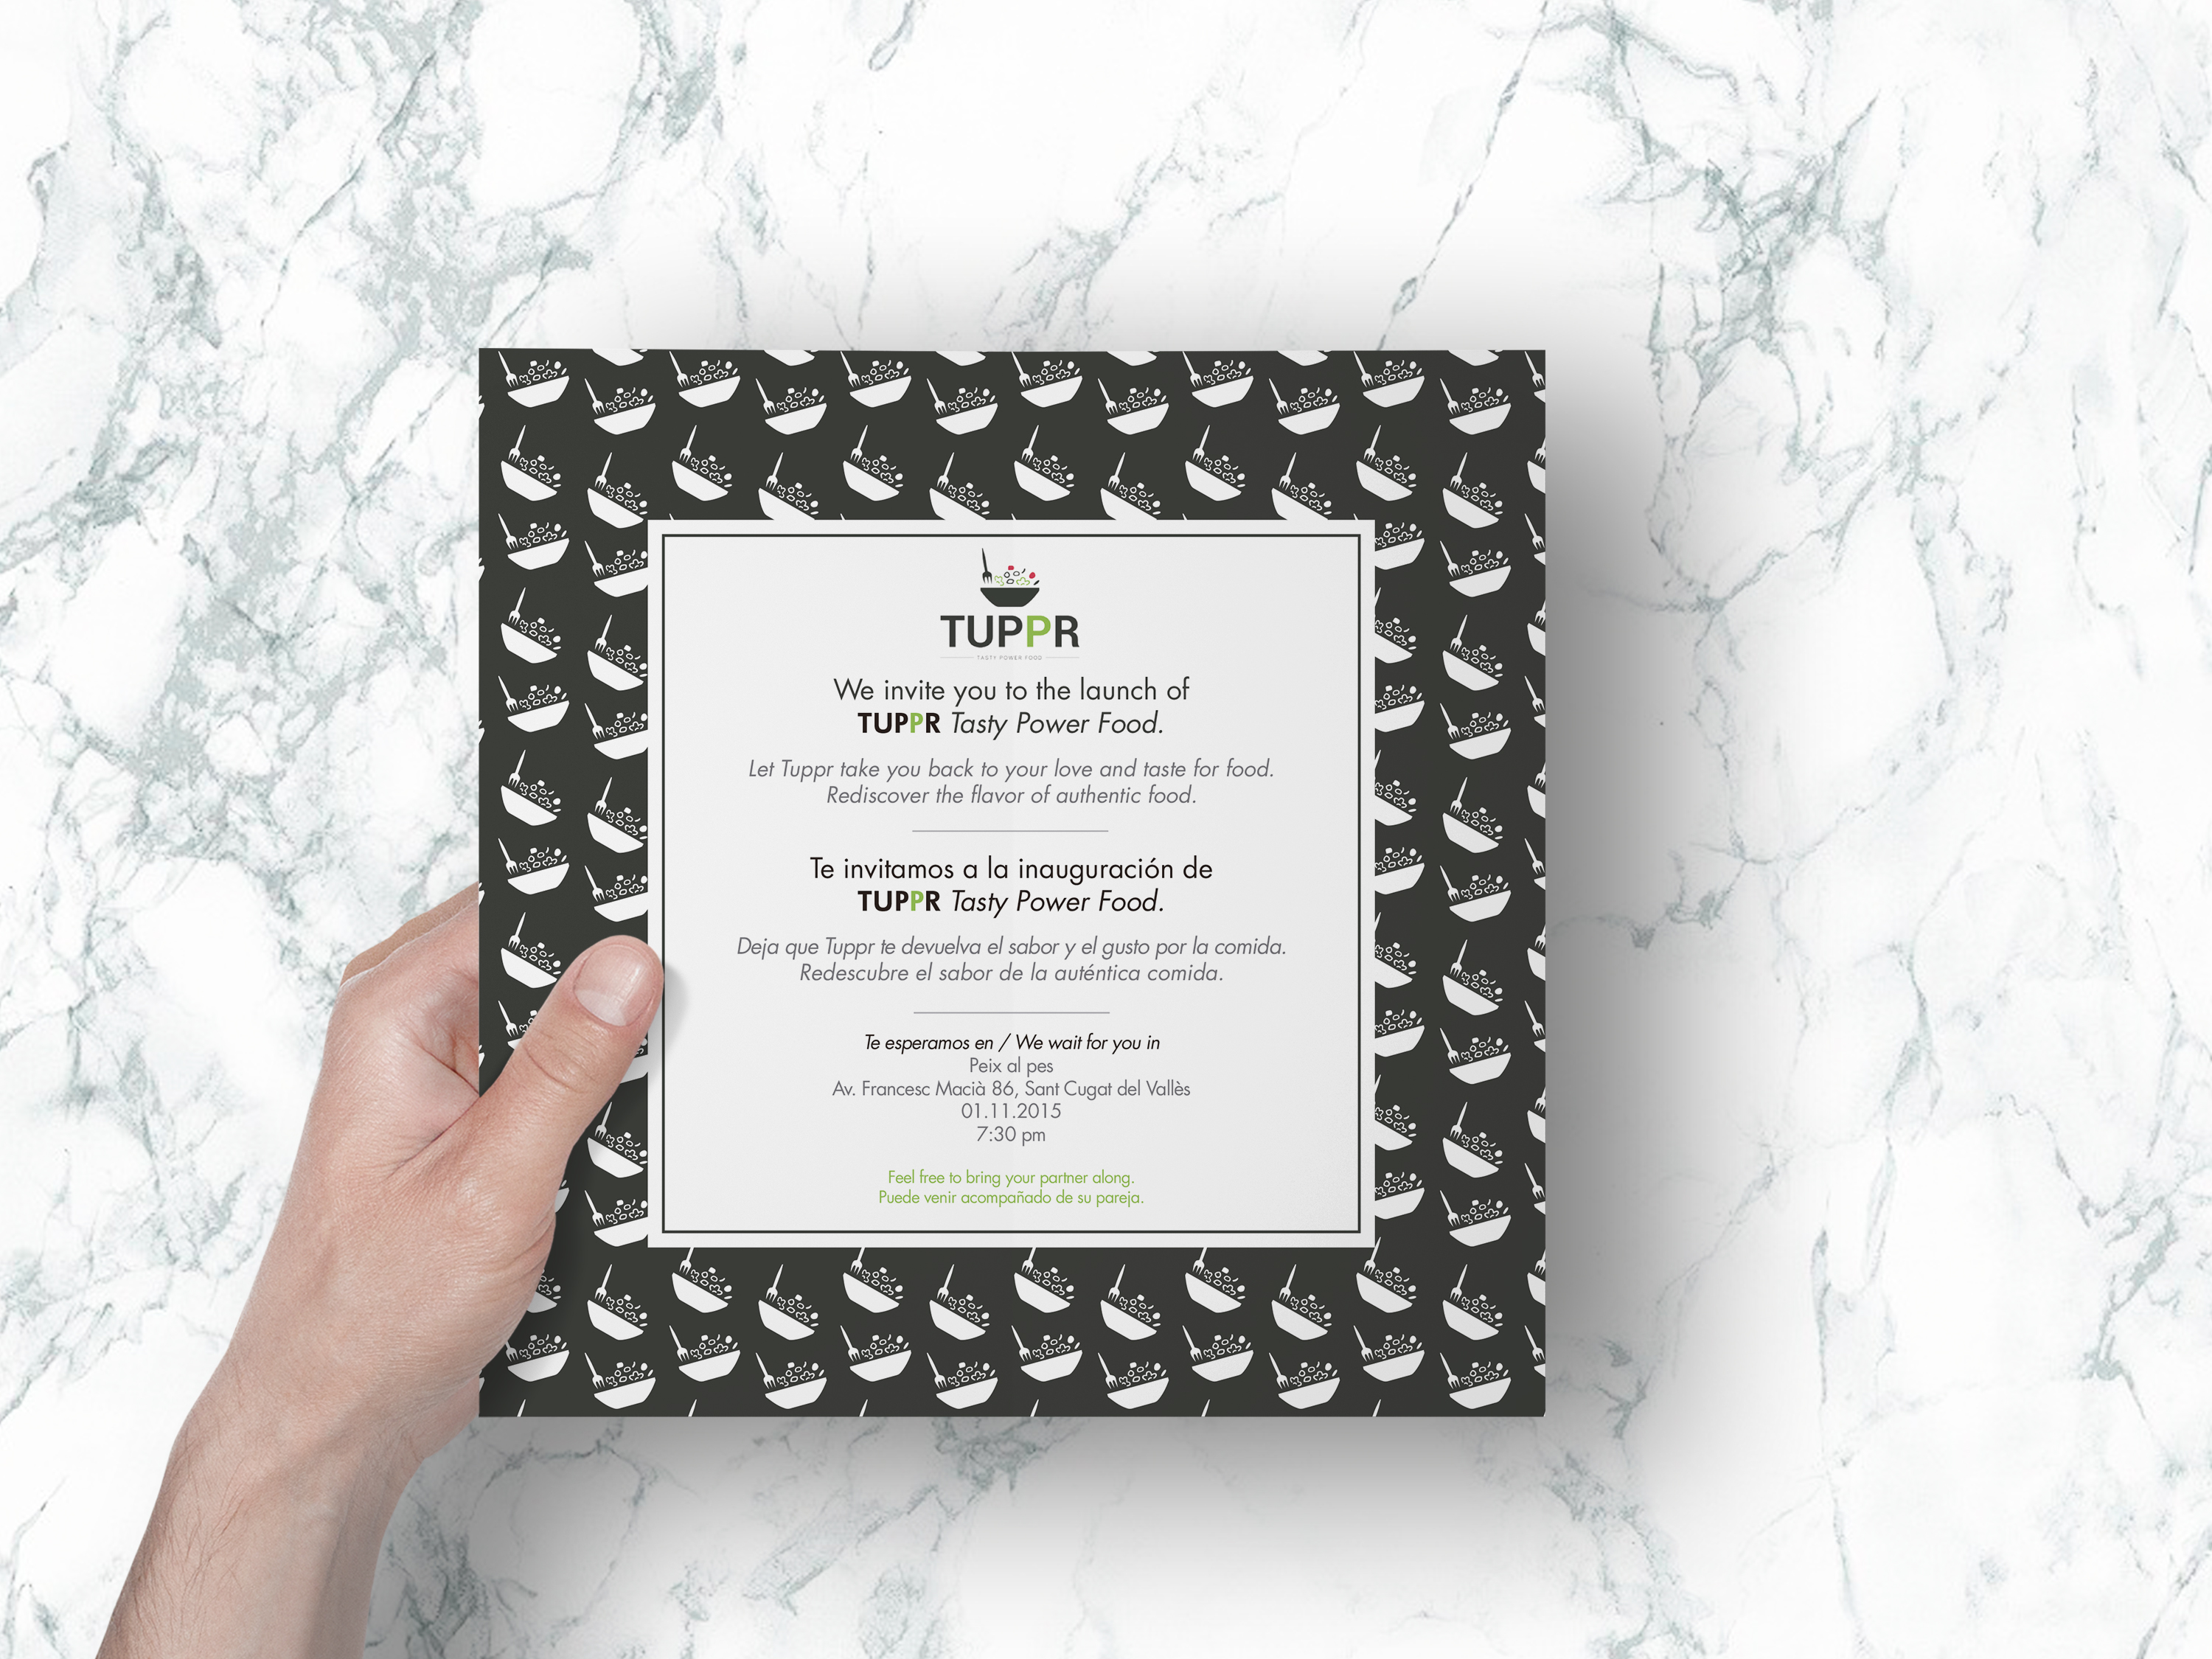 TUPPR
TASTY POWER FOOD
We invite you to the launch of
TUPPR Tasty Power Food.
Let Tuppr take you back to your love and taste for food.
Rediscover the flavor of authentic food.
Te invitamos a la inauguración de
TUPPR Tasty Power Food.
Deja que Tuppr te devuelva el sabor y el gusto por la comida.
Redescubre el sabor de la auténtica comida.
Te esperamos en / We wait for you in
Peix al pes
Av. Francesc Macià 86, Sant Cugat del Vallès
01.11.2015
7:30 pm
Feel free to bring your partner along.
Puede venir acompañado de su pareja.